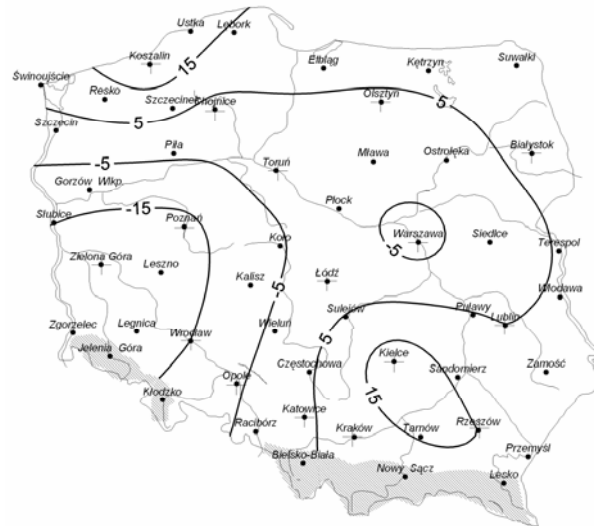 Ustka
Lębork
Koszalin
15
Elbląg
Kętrzyn
Suwałki
Świnoujście
Resko
Szczecinek
Chojnice
Olsztyn
5
5
Szczecin
Piła
-5
Mława
Ostrołęka
Białystok
Toruń
Gorzów Wlkp.
Słubice
-15
Poznań
Płock
Warszawa
-5
Siedlce
Terespol
Koło
Zielona Góra
Leszno
Kalisz
-5
Łódź
Włodawa
Sulejów
Puławy
Lublin
Zgorzelec
Legnica
Wrocław
Wieluń
5
Jelenia Góra
Kielce
Częstochowa
Sandomierz
Zamość
Kłodzko
Opole
15
Katowice
Racibórz
Kraków
Tarnów
Rzeszów
Przemyśl
Bielsko-Biała
Nowy Sącz
Lesko